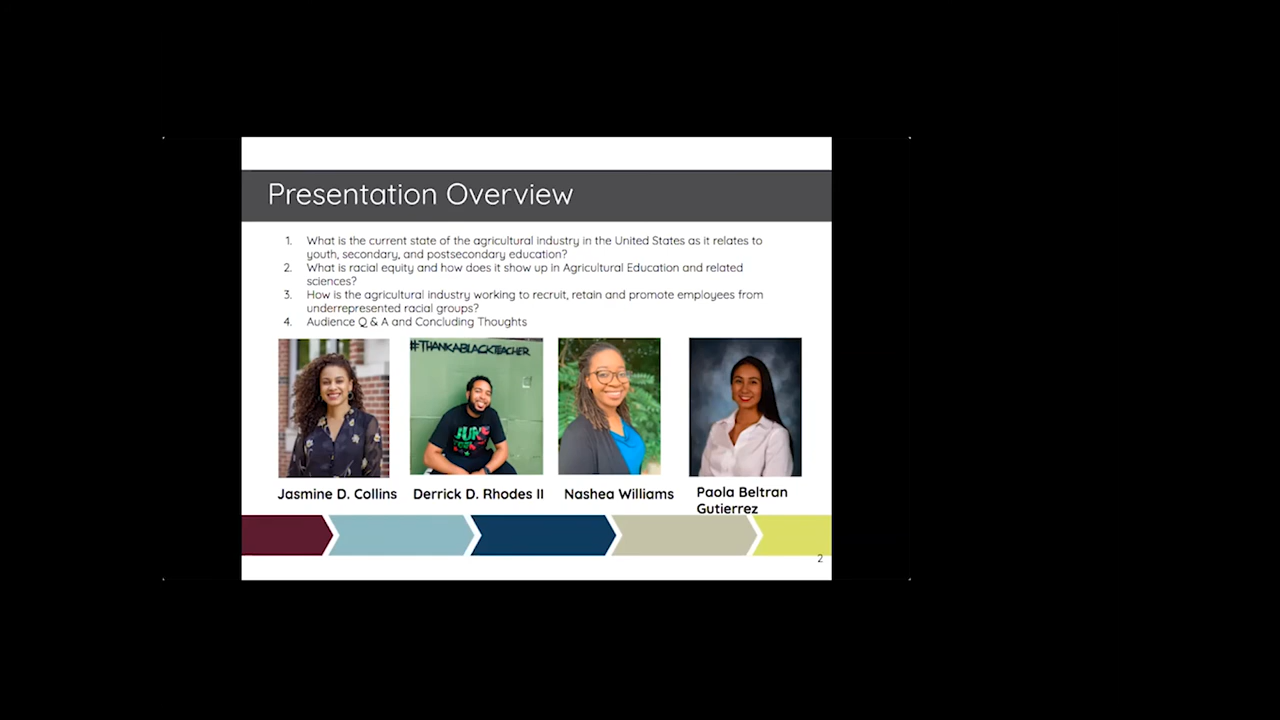 Presentation Overview
1. What is the current state of the agricultural industry in the United States as it relates to
youth, secondary, and postsecondary education?
2. What is racial equity and how does it show up in Agricultural Education and related
sciences?
3. How is the agricultural industry working to recruit, retain and promote employees from
underrepresented racial groups?
4. Audience Q & A and Concluding Thoughts
#THANKABLACKTEACHER
Jasmine D. Collins
Derrick D. Rhodes II
Nashea Williams
Paola Beltran
Gutierrez
2